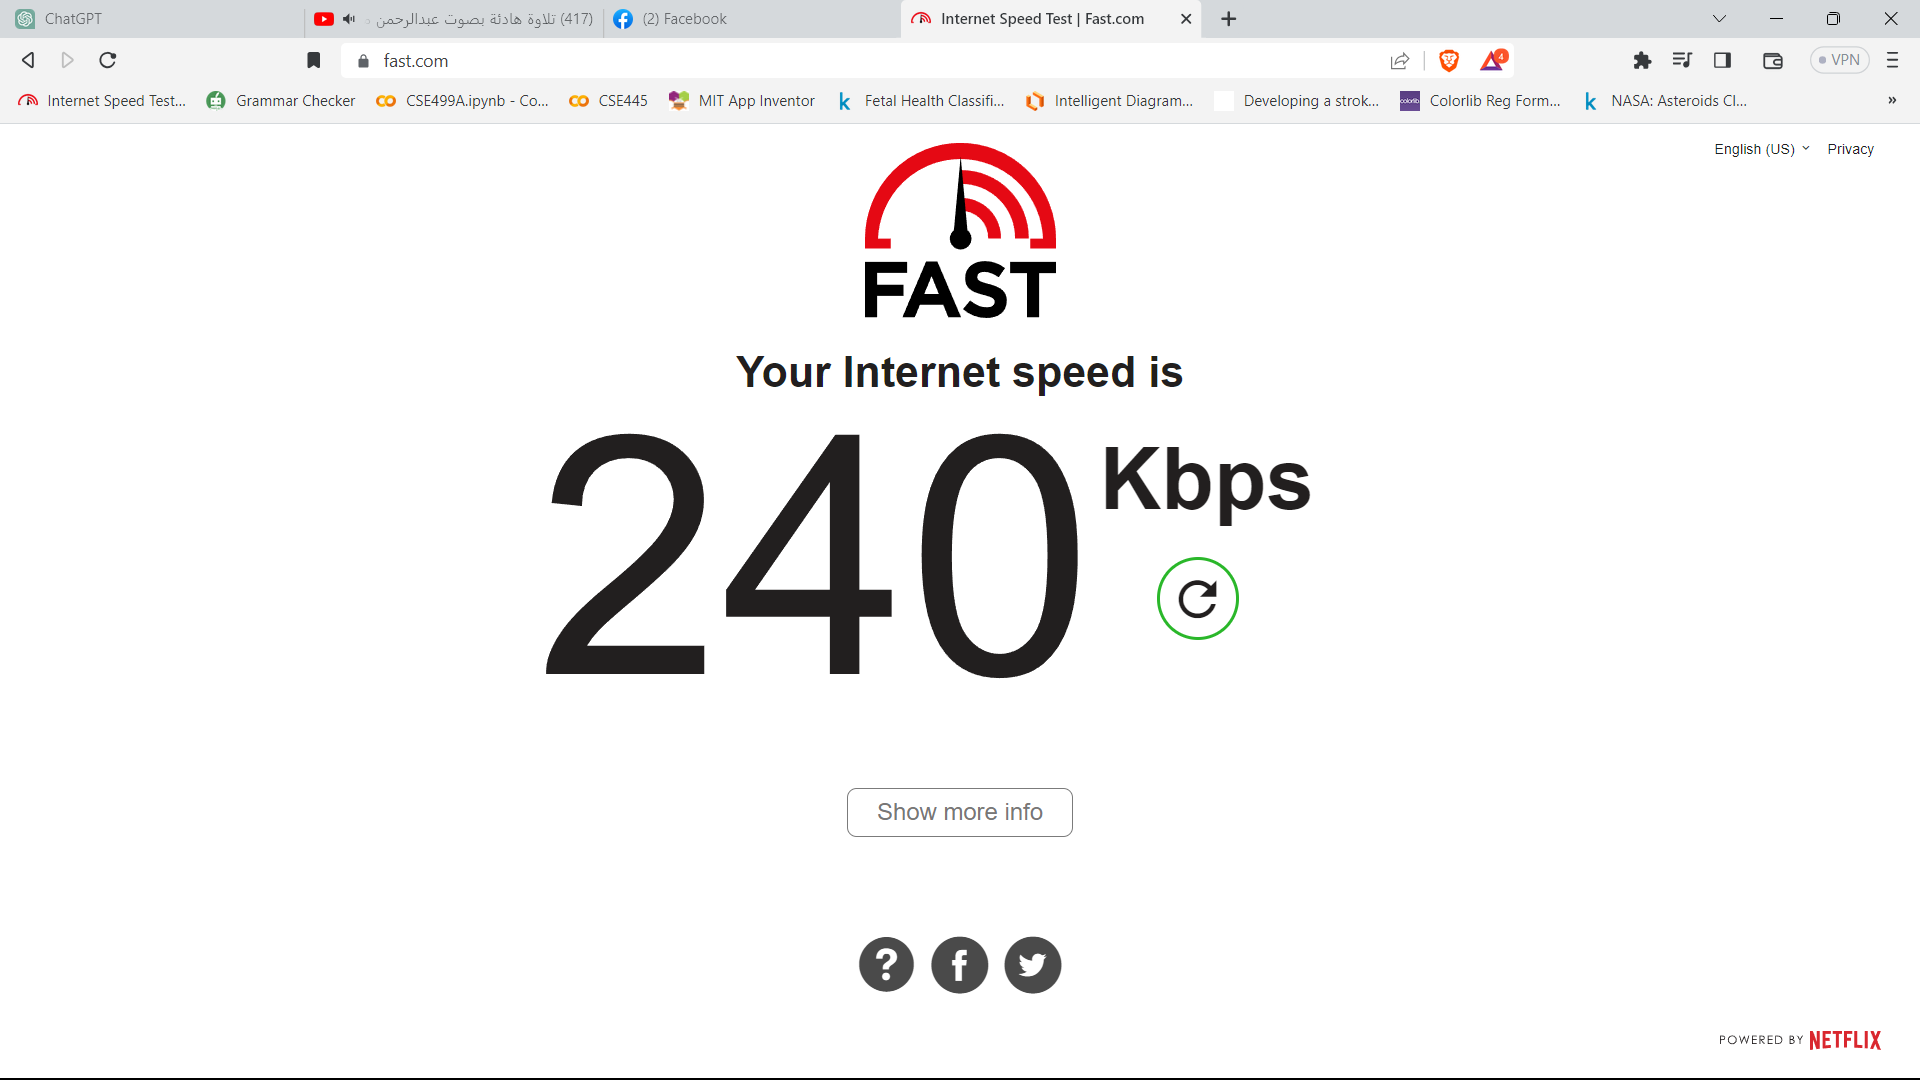 ChatGPT
(417) تلاوة هادئة بصوت عبدالرحمن
(2) Facebook
Internet Speed Test | Fast.com
fast.com
4
VPN
Internet Speed Test...
Grammar Checker
CSE499A.ipynb - Co...
CSE445
MIT App Inventor
Fetal Health Classifi...
Intelligent Diagram...
Developing a strok...
colorlib
Colorlib Reg Form...
NASA: Asteroids Cl...
English (US)
Privacy
FAST
Your Internet speed is
240 Kbps
Show more info
POWERED BY NETFLIX